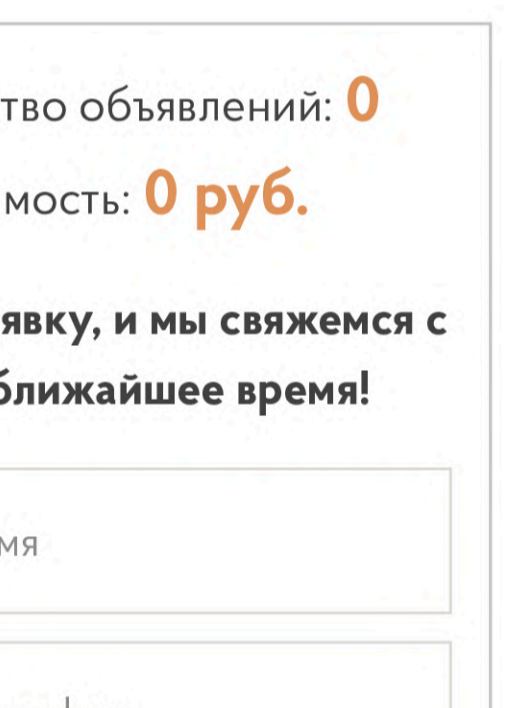 тво объявлений: 0
мость: 0 руб.
явку, и мы свяжемся с
ближайшее время!
мя